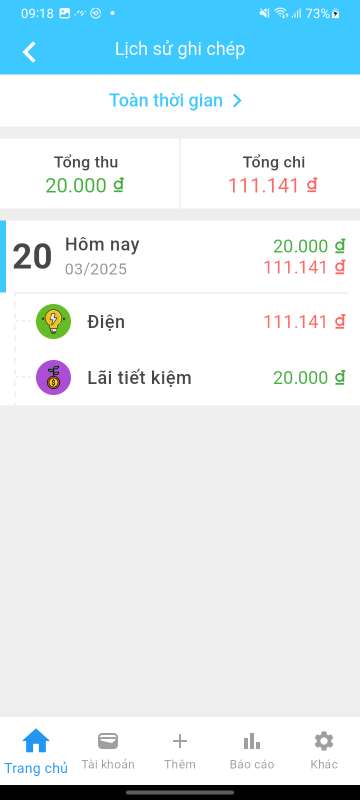 09:18 73%
Lịch sử ghi chép
Toàn thời gian
Tổng thu Tổng chi
20.000 ₫ 111.141 ₫
20 Hôm nay 20.000 ₫
03/2025 111.141 ₫
Điện 111.141 ₫
Lãi tiết kiệm 20.000 ₫
Trang chủ Tài khoản Thêm Báo cáo Khác